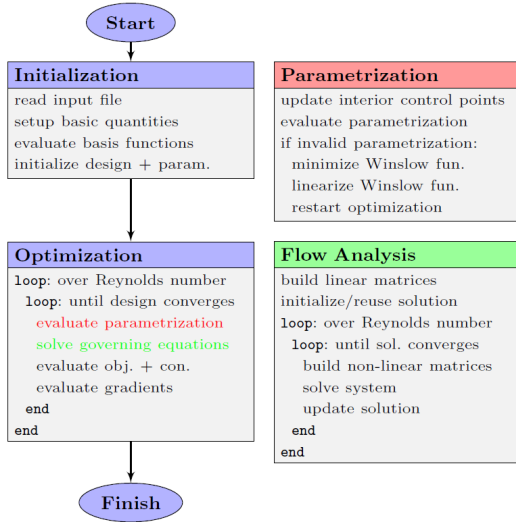 Start
Initialization
read input file
setup basic quantities
evaluate basis functions
initialize design + param.
Parametrization
update interior control points
evaluate parametrization
if invalid parametrization:
minimize Winslow fun.
linearize Winslow fun.
restart optimization
Optimization
loop: over Reynolds number
loop: until design converges
evaluate parametrization
solve governing equations
evaluate obj. + con.
evaluate gradients
end
end
Flow Analysis
build linear matrices
initialize/reuse solution
loop: over Reynolds number
loop: until sol. converges
build non-linear matrices
solve system
update solution
end
end
Finish